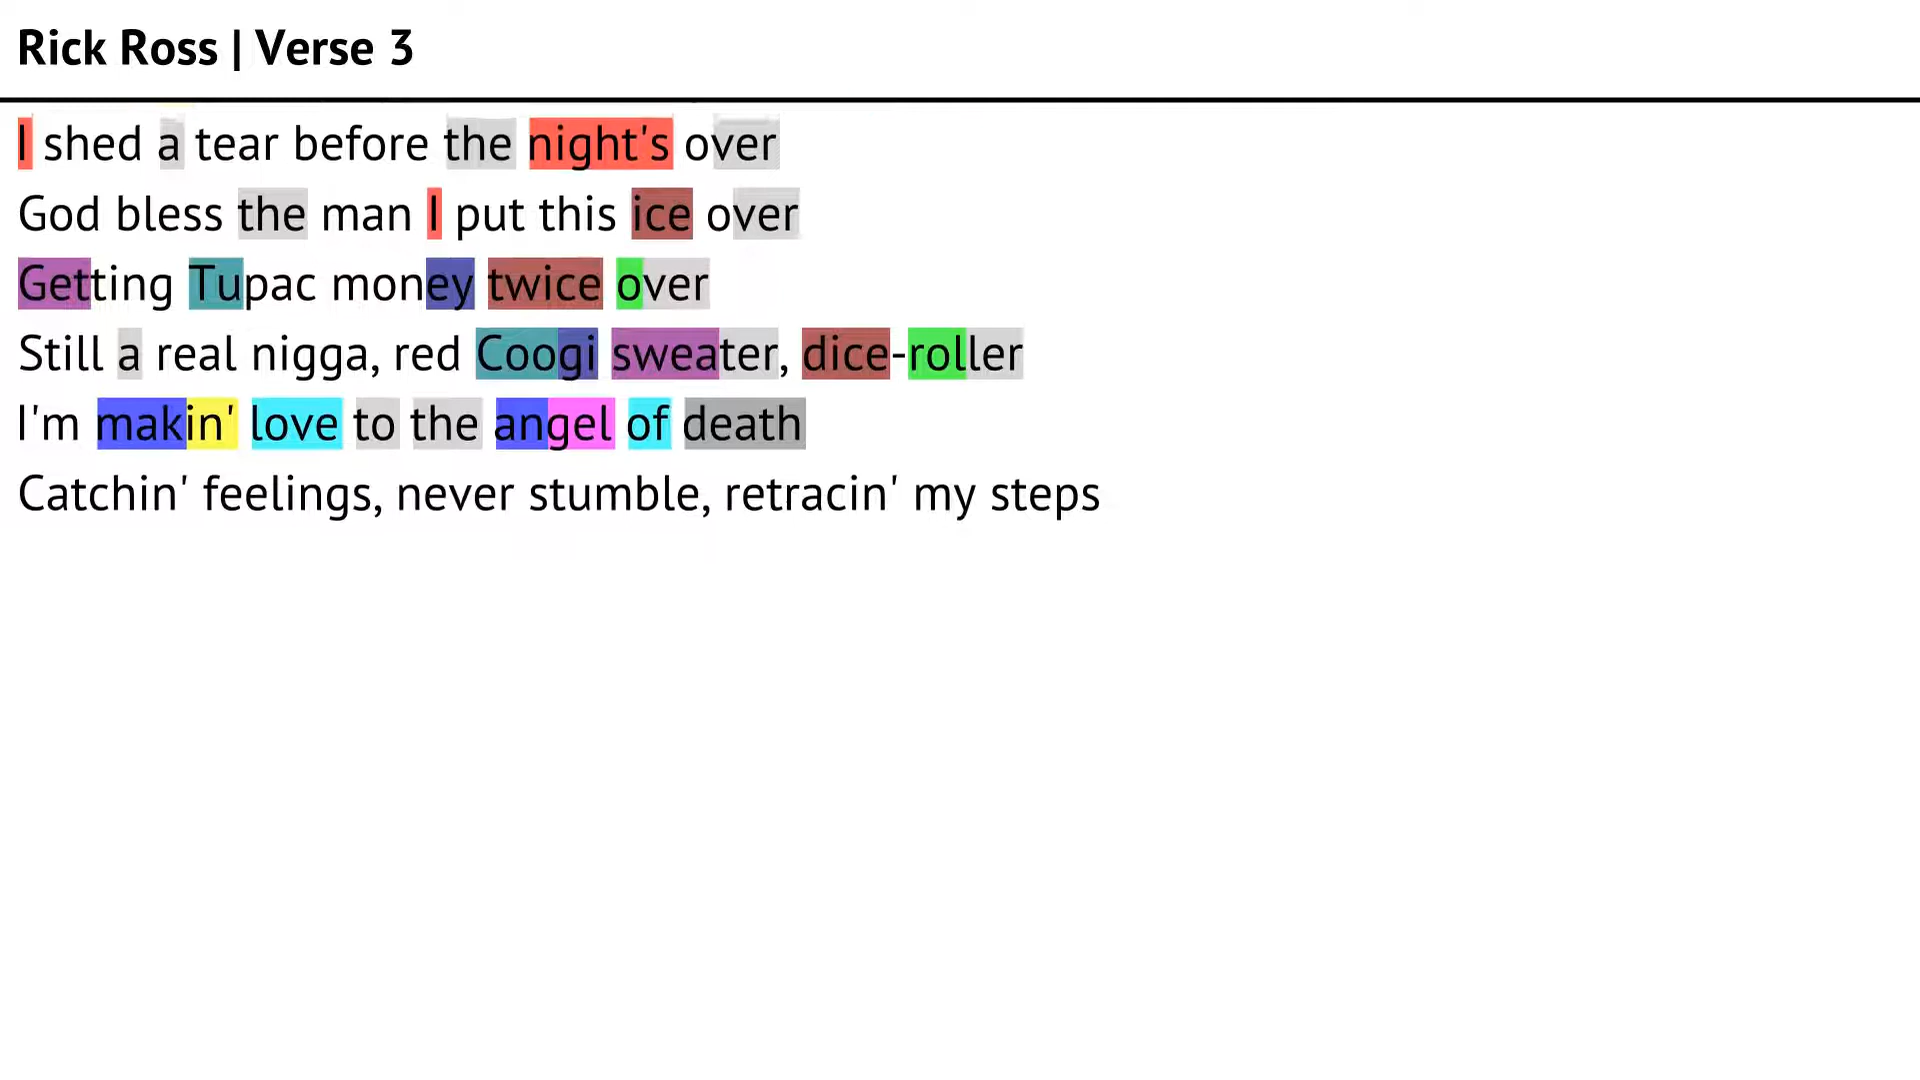 Rick Ross | Verse 3
I shed a tear before the night's over
God bless the man I put this ice over
Getting Tupac money twice over
Still a real nigga, red Coogi sweater, dice-roller
I'm makin' love to the angel of death
Catchin' feelings, never stumble, retracin' my steps